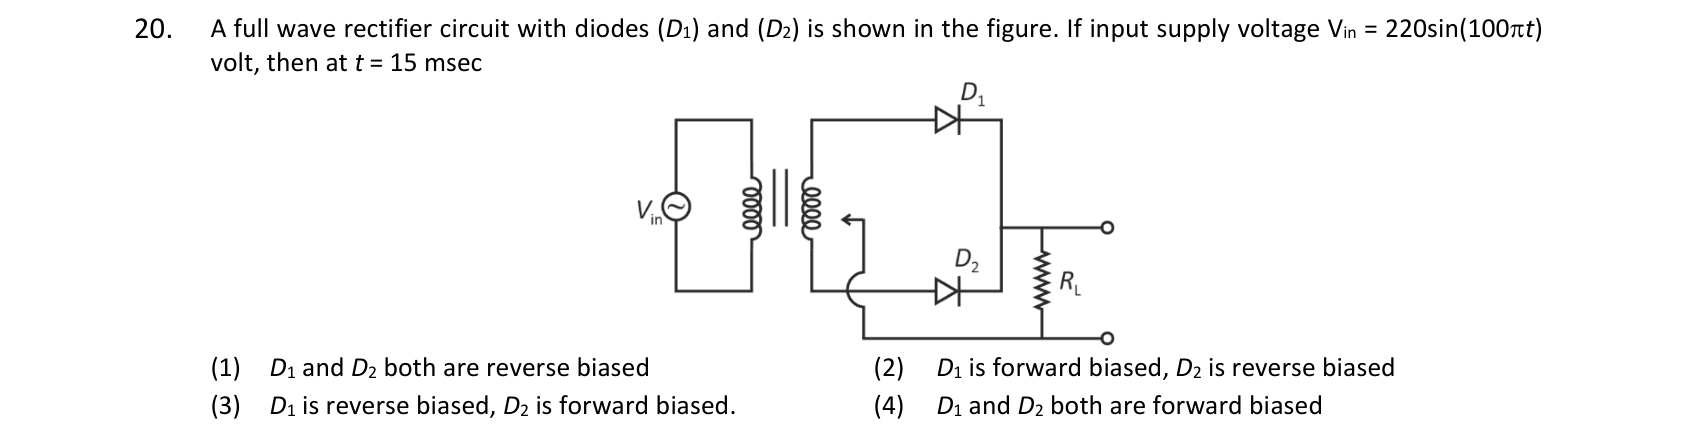 20. A full wave rectifier circuit with diodes (D₁) and (D₂) is shown in the figure. If input supply voltage Vin = 220sin(100πt)
volt, then at t = 15 msec
D₁
Vin
D₂
R_L
(1) D₁ and D₂ both are reverse biased (2) D₁ is forward biased, D₂ is reverse biased
(3) D₁ is reverse biased, D₂ is forward biased. (4) D₁ and D₂ both are forward biased